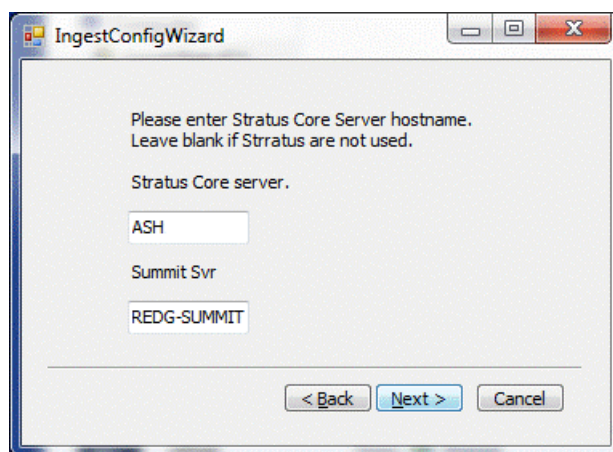 IngestConfigWizard
Please enter Stratus Core Server hostname.
Leave blank if Strratus are not used.
Stratus Core server.
ASH
Summit Svr
REDG-SUMMIT
< Back Next > Cancel